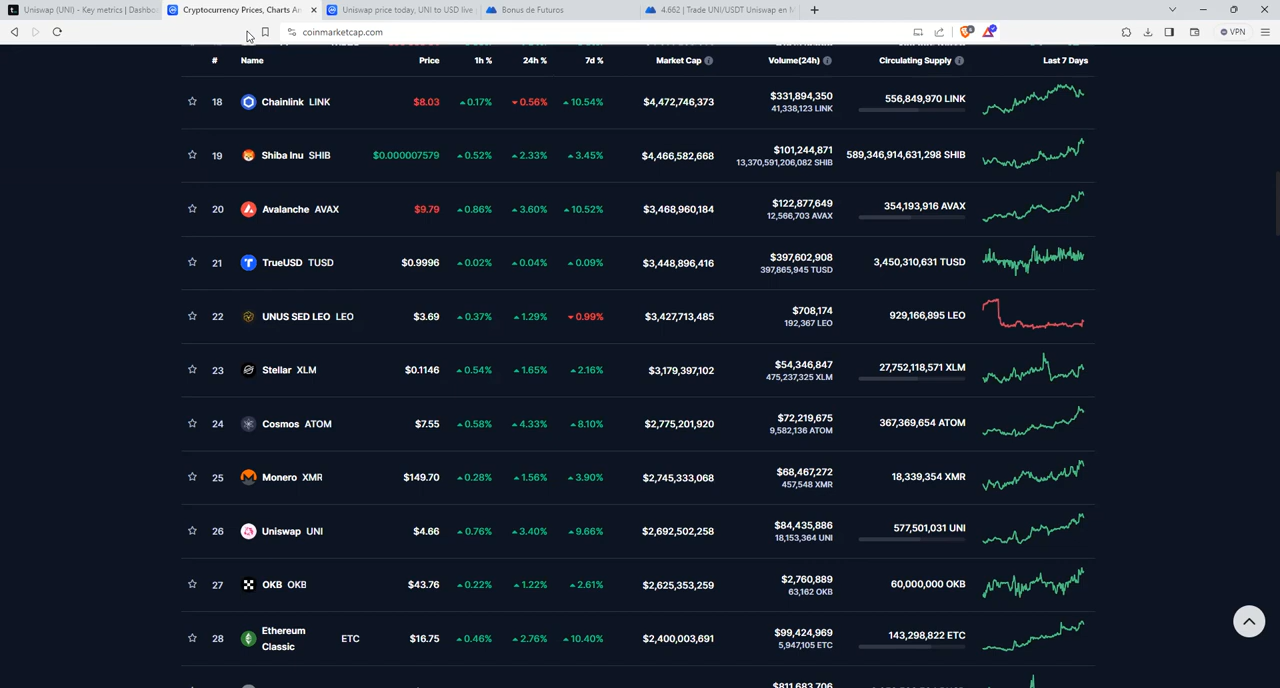 Uniswap (UNI) - Key metrics | Dashbo
Cryptocurrency Prices, Charts An
Uniswap price today, UNI to USD live
Bonus de Futuros
4.662 | Trade UNI/USDT Uniswap en M
coinmarketcap.com
VPN
# Name Price 1h % 24h % 7d % Market Cap Volume(24h) Circulating Supply Last 7 Days
18 Chainlink LINK $8.03 0.17% 0.56% 10.54% $4,472,746,373 $331,894,350 556,849,970 LINK
41,338,123 LINK
19 Shiba Inu SHIB $0.000007579 0.52% 2.33% 3.45% $4,466,582,668 $101,244,871 589,346,914,631,298 SHIB
13,370,591,206,082 SHIB
20 Avalanche AVAX $9.79 0.86% 3.60% 10.52% $3,468,960,184 $122,877,649 354,193,916 AVAX
12,566,703 AVAX
21 TrueUSD TUSD $0.9996 0.02% 0.04% 0.09% $3,448,896,416 $397,602,908 3,450,310,631 TUSD
397,865,945 TUSD
22 UNUS SED LEO LEO $3.69 0.37% 1.29% 0.99% $3,427,713,485 $708,174 929,166,895 LEO
192,367 LEO
23 Stellar XLM $0.1146 0.54% 1.65% 2.16% $3,179,397,102 $54,346,847 27,752,118,571 XLM
475,237,325 XLM
24 Cosmos ATOM $7.55 0.58% 4.33% 8.10% $2,775,201,920 $72,219,675 367,369,654 ATOM
9,582,136 ATOM
25 Monero XMR $149.70 0.28% 1.56% 3.90% $2,745,333,068 $68,467,272 18,339,354 XMR
457,548 XMR
26 Uniswap UNI $4.66 0.76% 3.40% 9.66% $2,692,502,258 $84,435,886 577,501,031 UNI
18,153,364 UNI
27 OKB OKB $43.76 0.22% 1.22% 2.61% $2,625,353,259 $2,760,889 60,000,000 OKB
63,162 OKB
28 Ethereum Classic ETC $16.75 0.46% 2.76% 10.40% $2,400,003,691 $99,424,969 143,298,822 ETC
5,947,105 ETC
$811,683,706